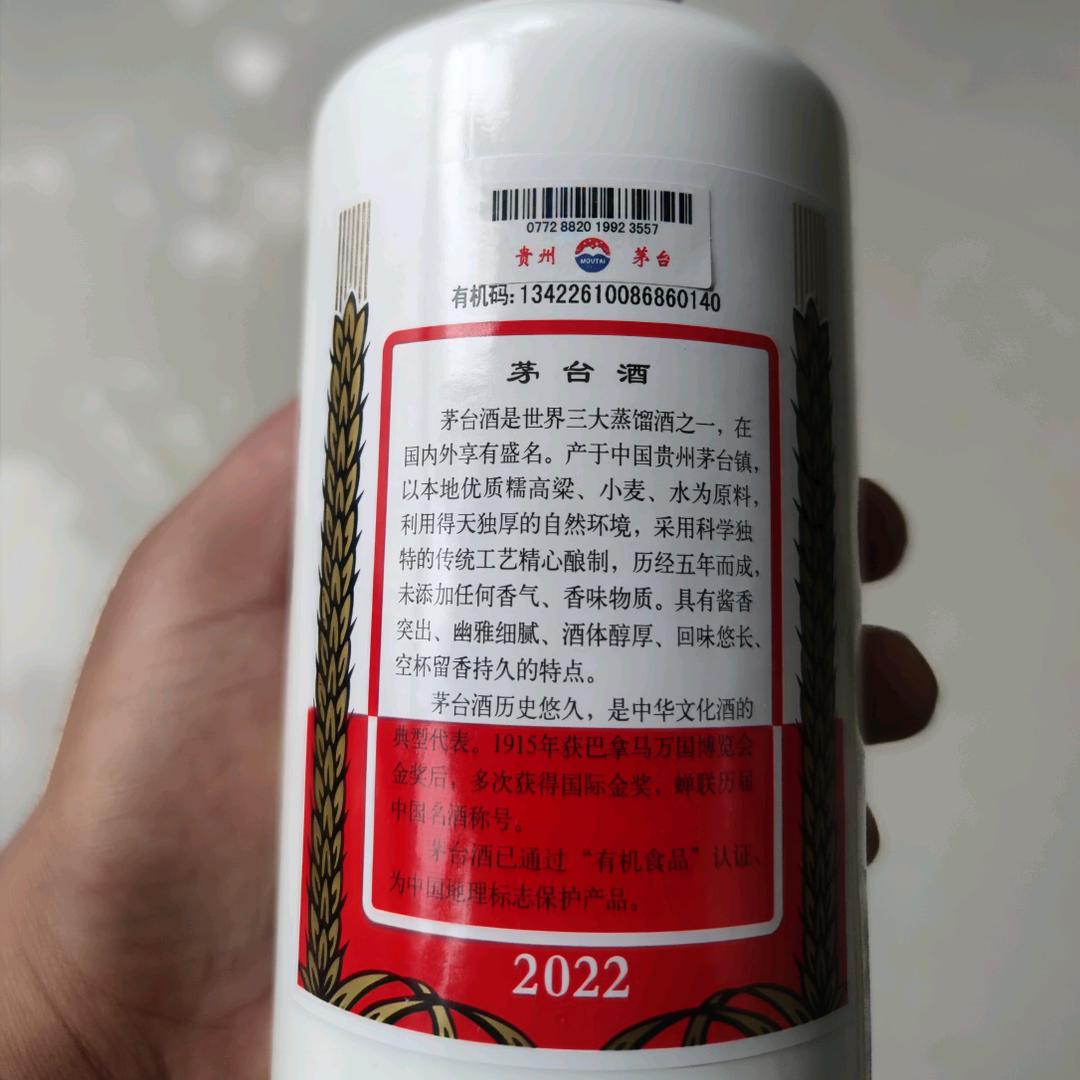 0772 8820 1992 3557
贵州 MOUTAI 茅台
有机码:13422610086860140
茅台酒
茅台酒是世界三大蒸馏酒之一，在
国内外享有盛名。产于中国贵州茅台镇，
以本地优质糯高粱、小麦、水为原料，
利用得天独厚的自然环境，采用科学独
特的传统工艺精心酿制，历经五年而成，
未添加任何香气、香味物质。具有酱香
突出、幽雅细腻、酒体醇厚、回味悠长、
空杯留香持久的特点。
茅台酒历史悠久，是中华文化酒的
典型代表。1915年获巴拿马万国博览会
金奖后，多次获得国际金奖，蝉联历届
中国名酒称号。
茅台酒已通过“有机食品”认证、
为中国地理标志保护产品。
2022